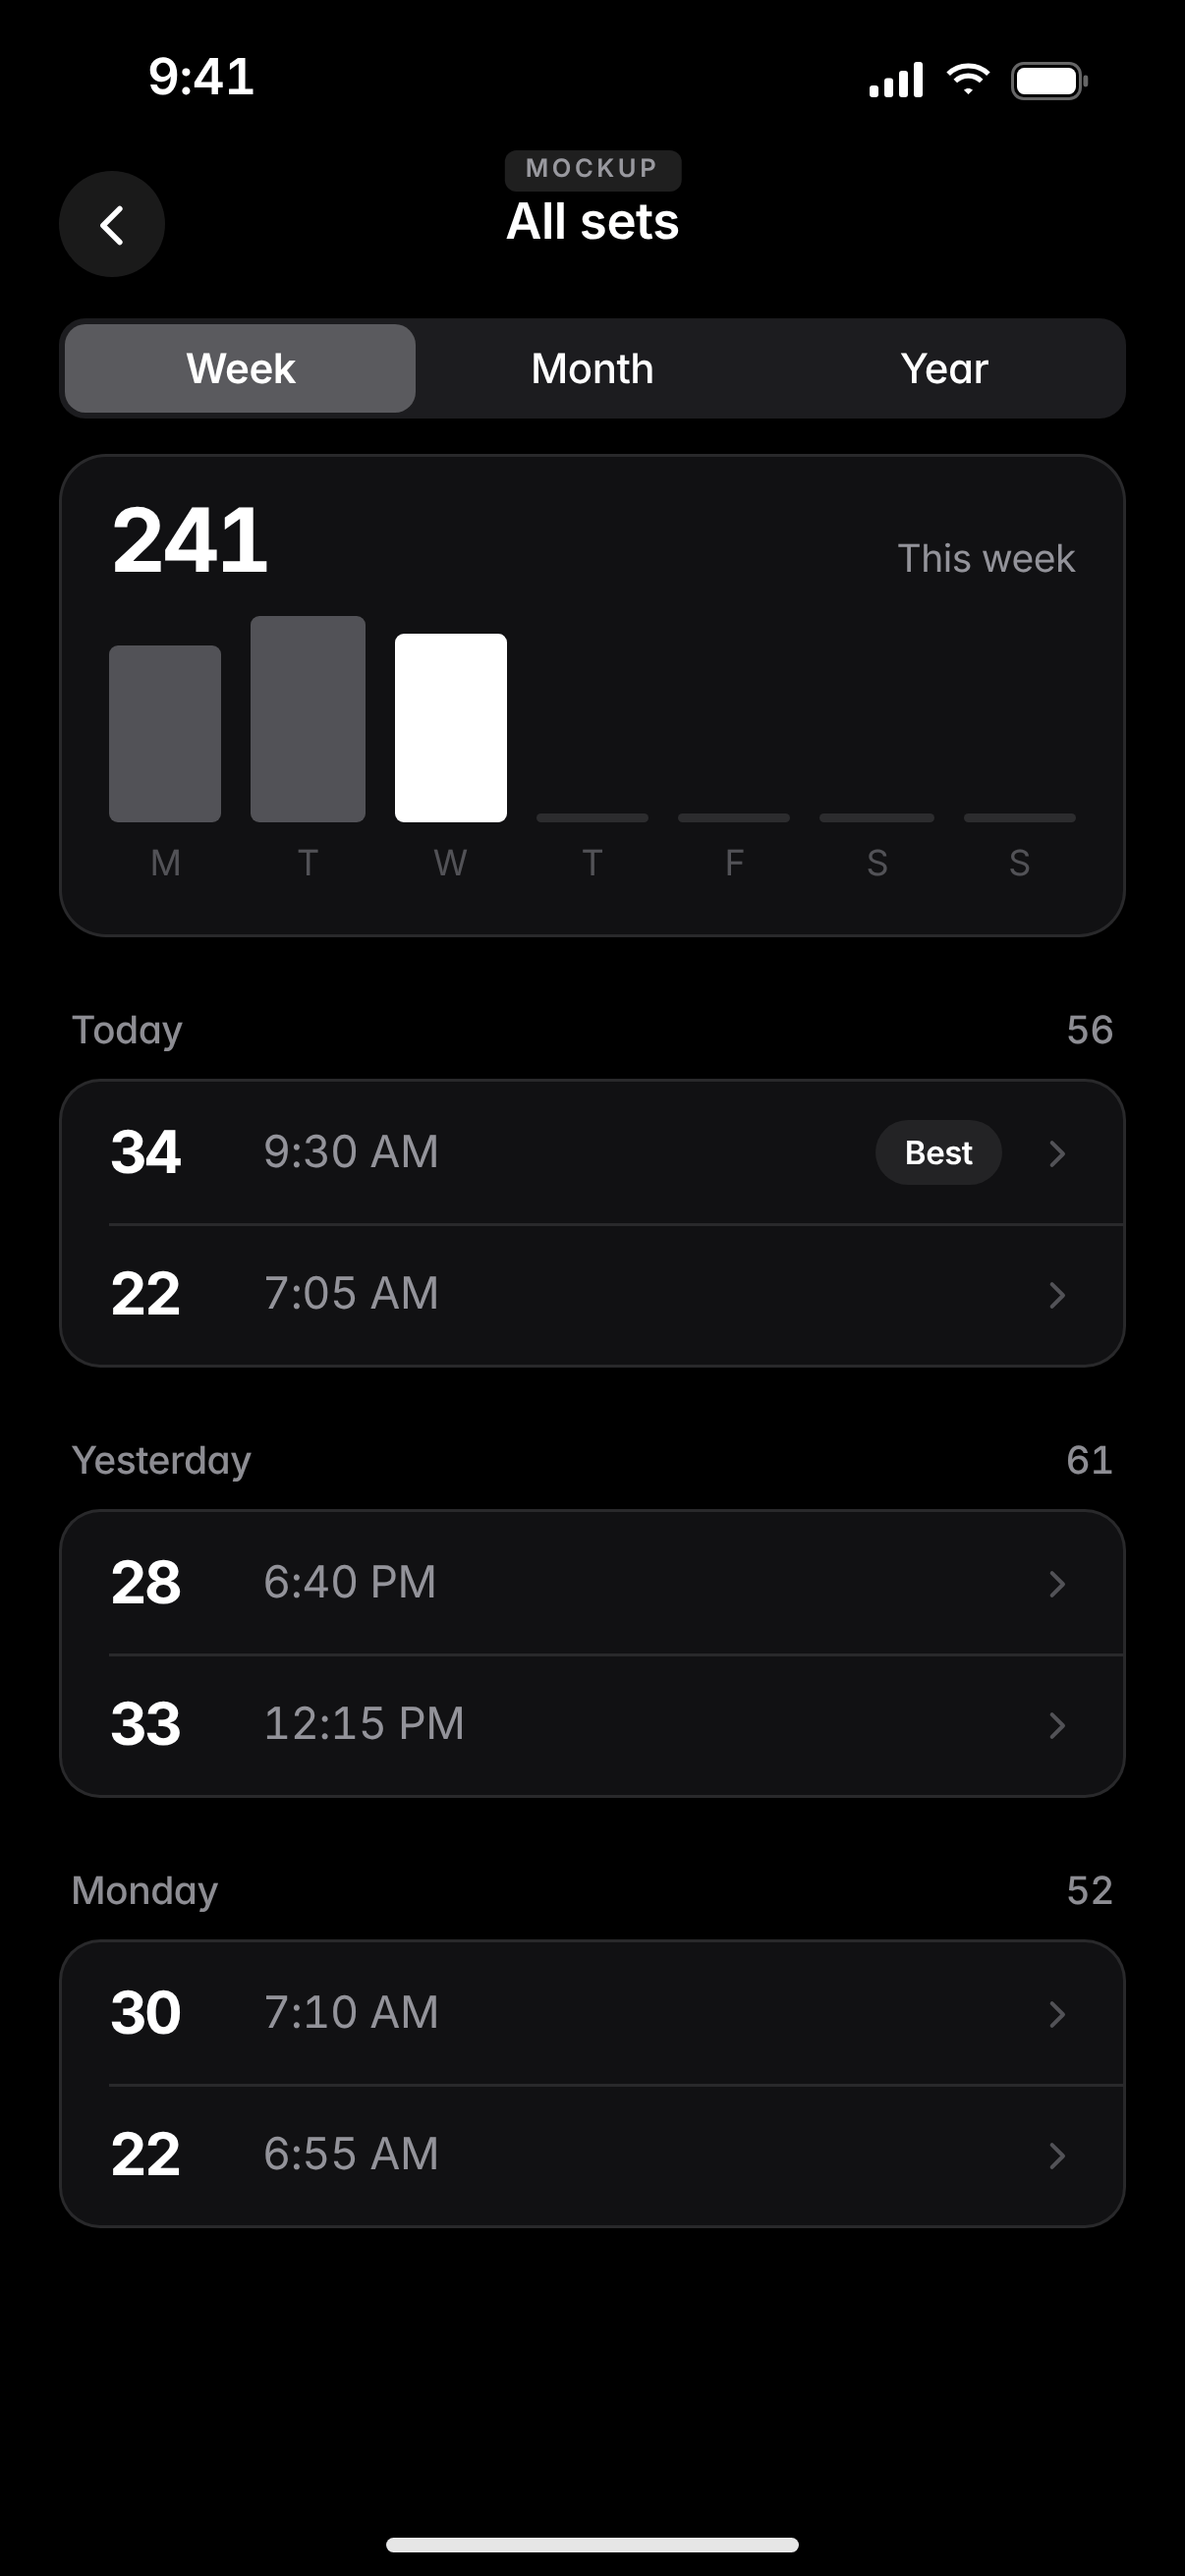 9:41
MOCKUP
All sets
Week Month Year
241 This week
M T W T F S S
Today 56
34 9:30 AM Best
22 7:05 AM
Yesterday 61
28 6:40 PM
33 12:15 PM
Monday 52
30 7:10 AM
22 6:55 AM